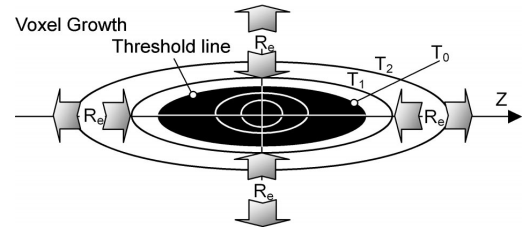 Voxel Growth
Threshold line
Re
T1
T2
T0
Re
Re
Z
Re